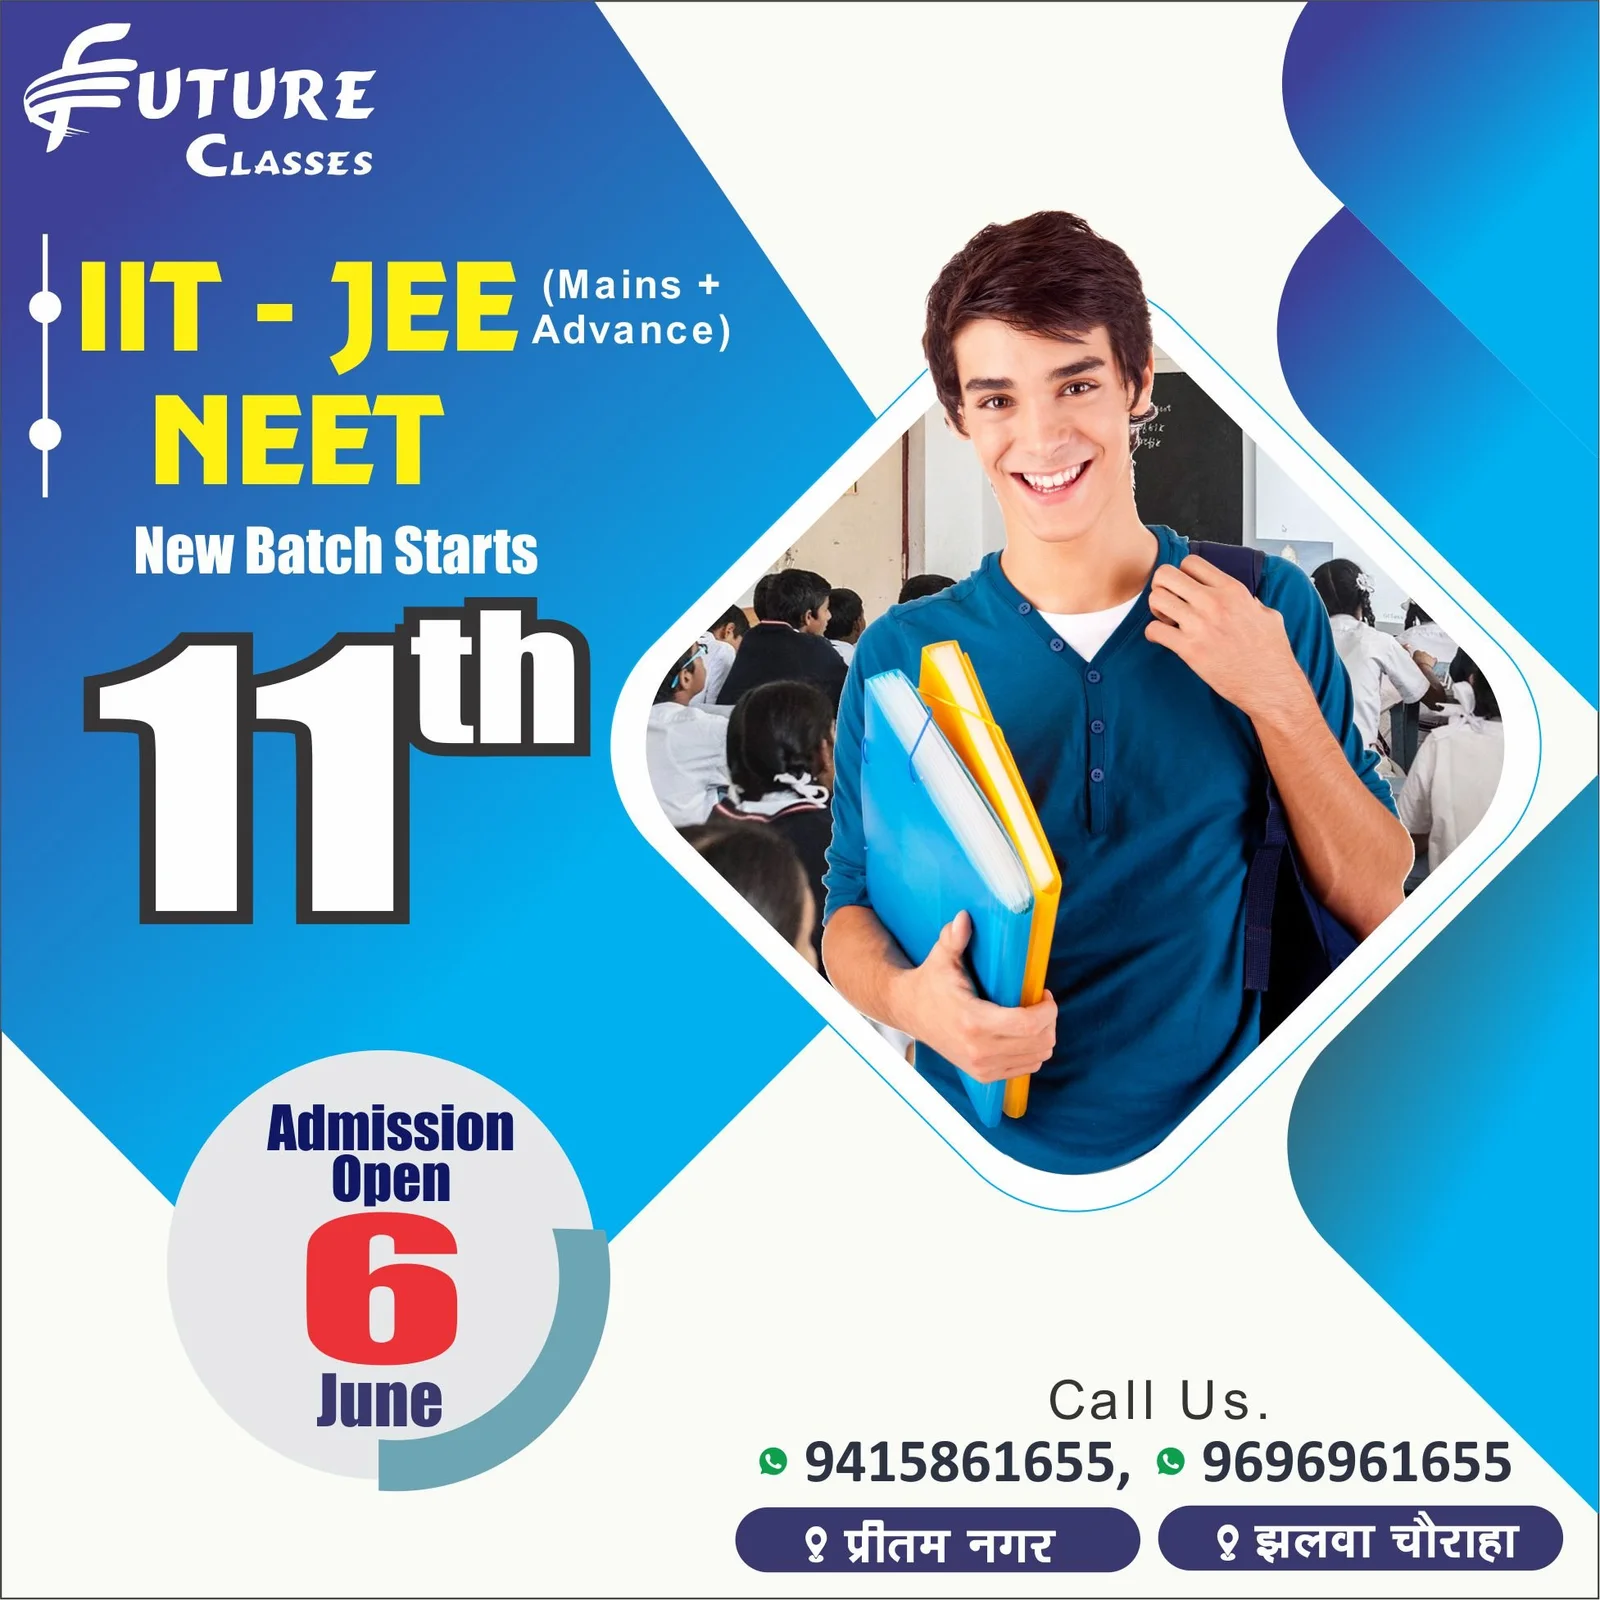 FUTURE
CLASSES
IIT - JEE (Mains +
Advance)
NEET
New Batch Starts
11th
Admission
Open
6
June
Call Us.
9415861655, 9696961655
प्रीतम नगर
झलवा चौराहा